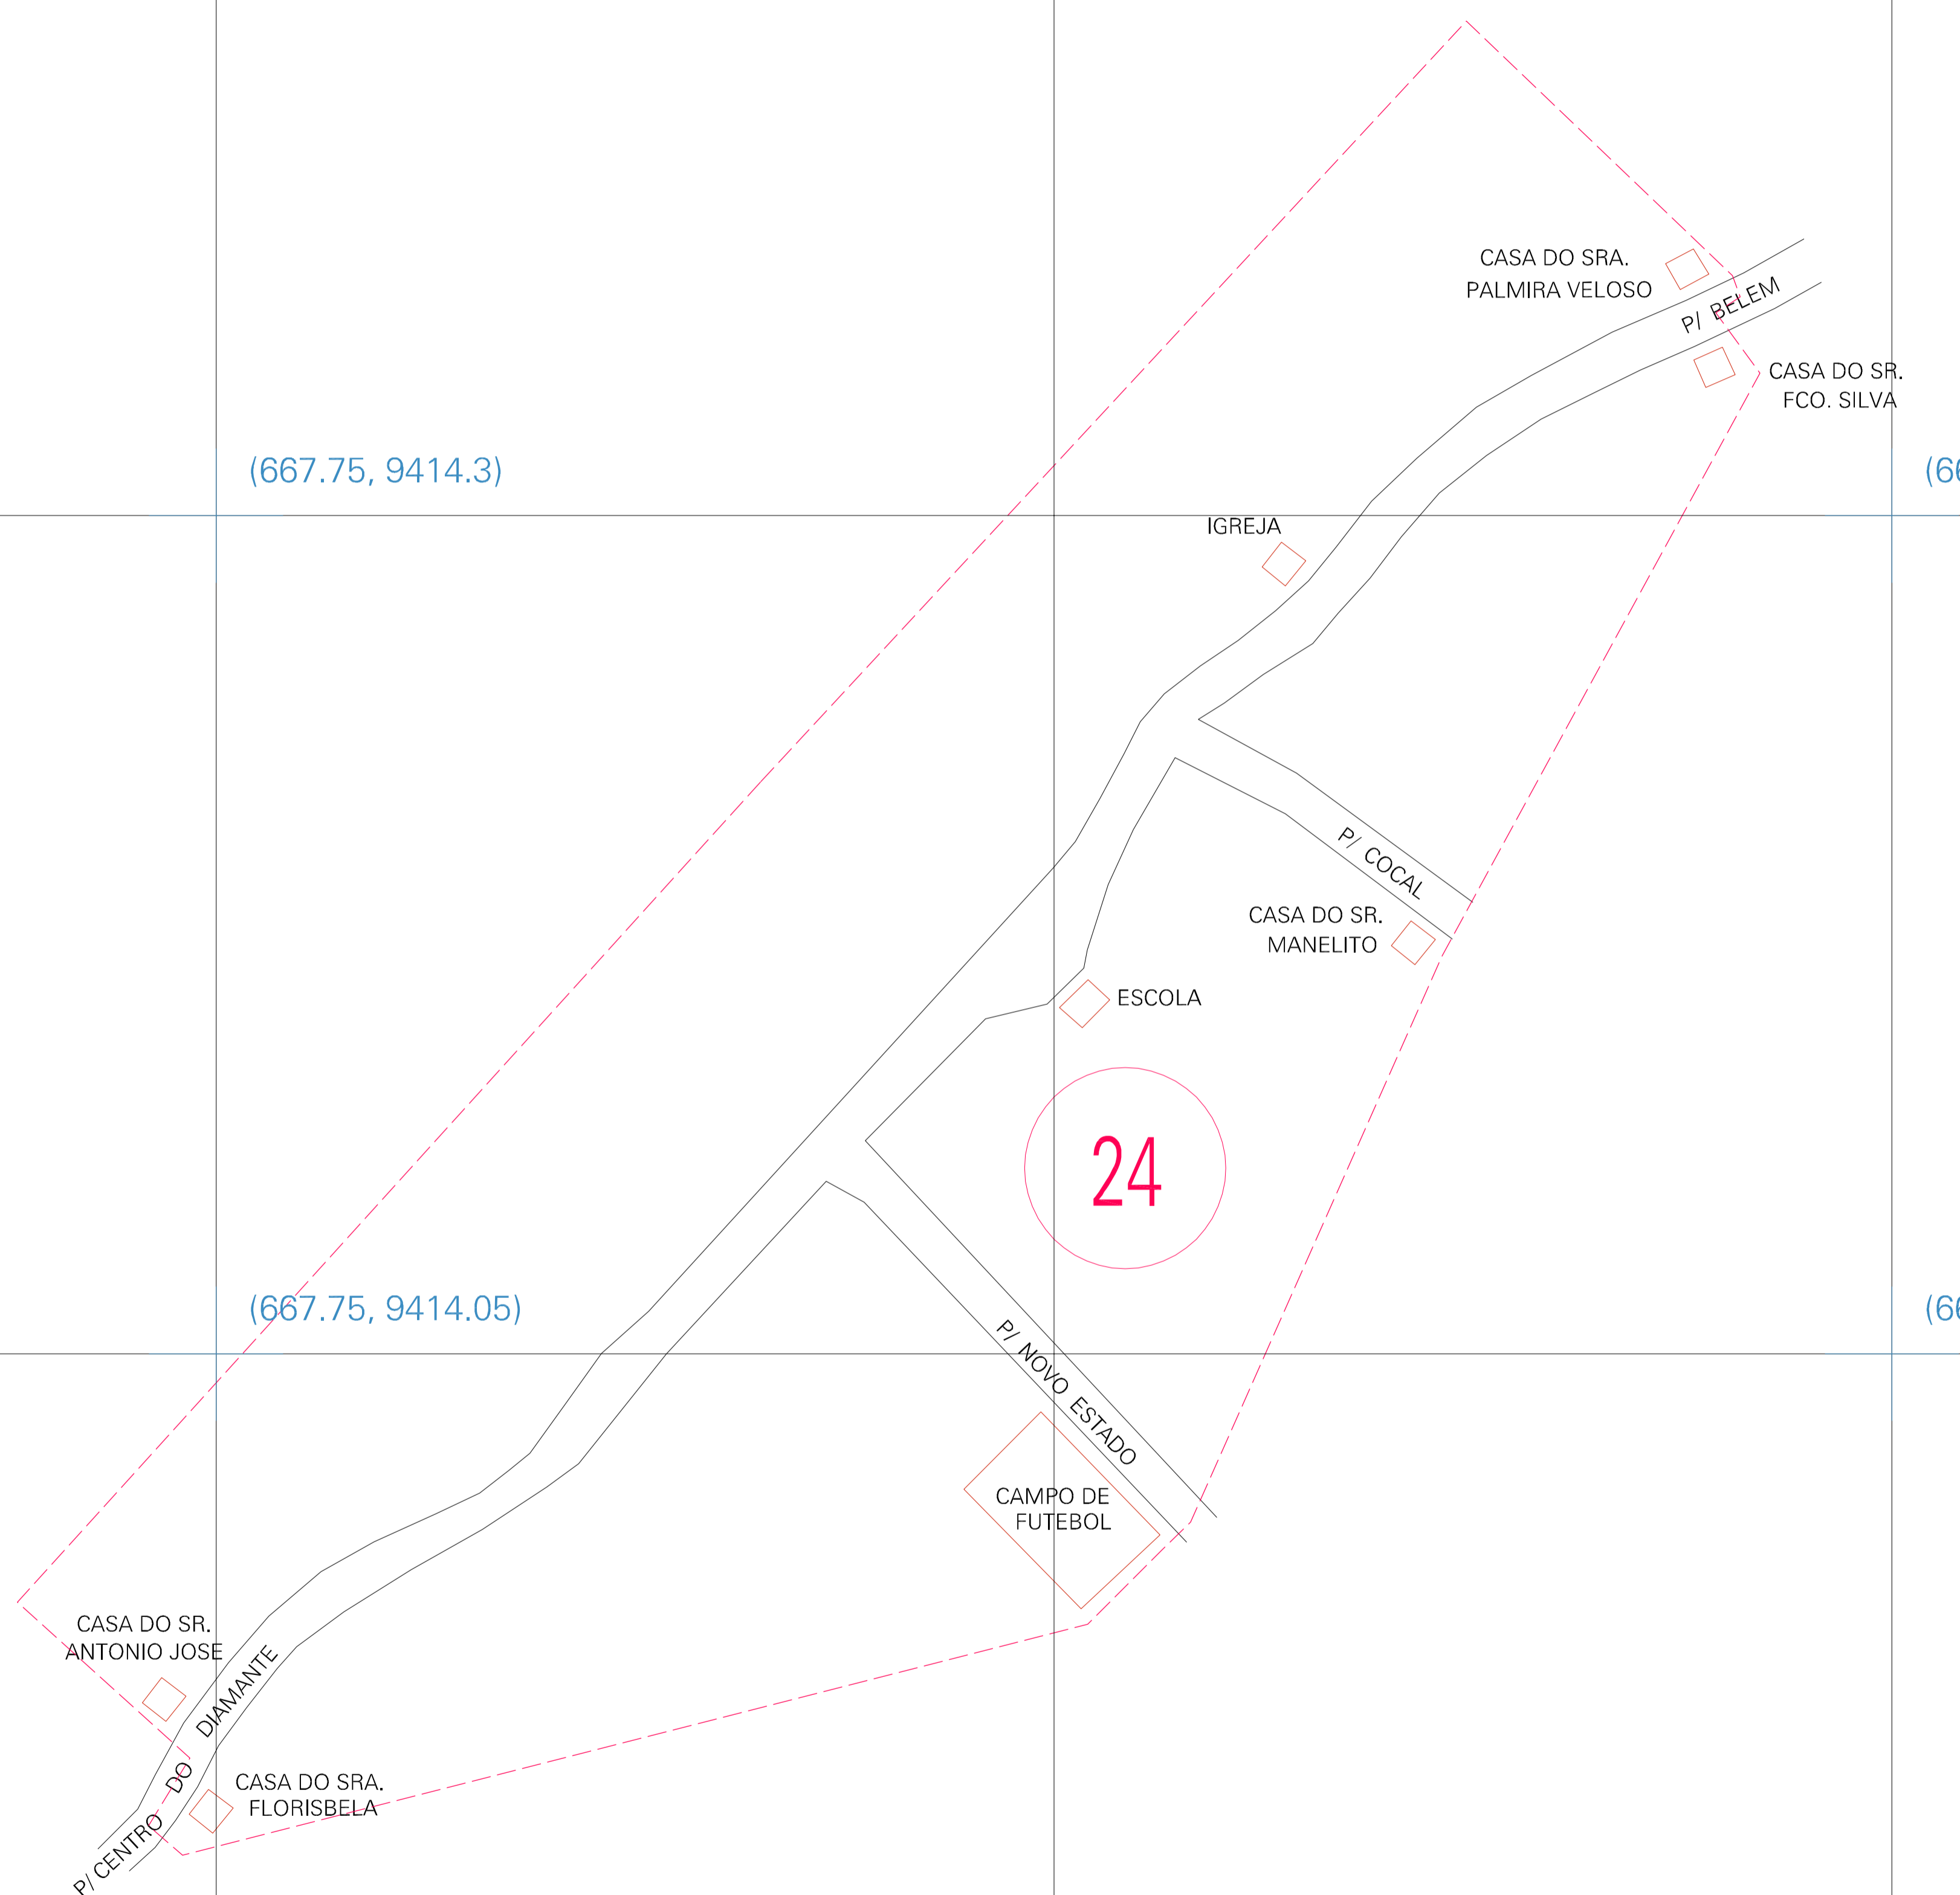 CASA DO SRA.
PALMIRA VELOSO
P/ BELEM
CASA DO SR.
FCO. SILVA
(667.75, 9414.3)
(66
IGREJA
P/ COCAL
CASA DO SR.
MANELITO
ESCOLA
24
(667.75, 9414.05)
(66
P/ NOVO ESTADO
CAMPO DE
FUTEBOL
CASA DO SR.
ANTONIO JOSE
P/ CENTRO DO DIAMANTE
CASA DO SRA.
FLORISBELA